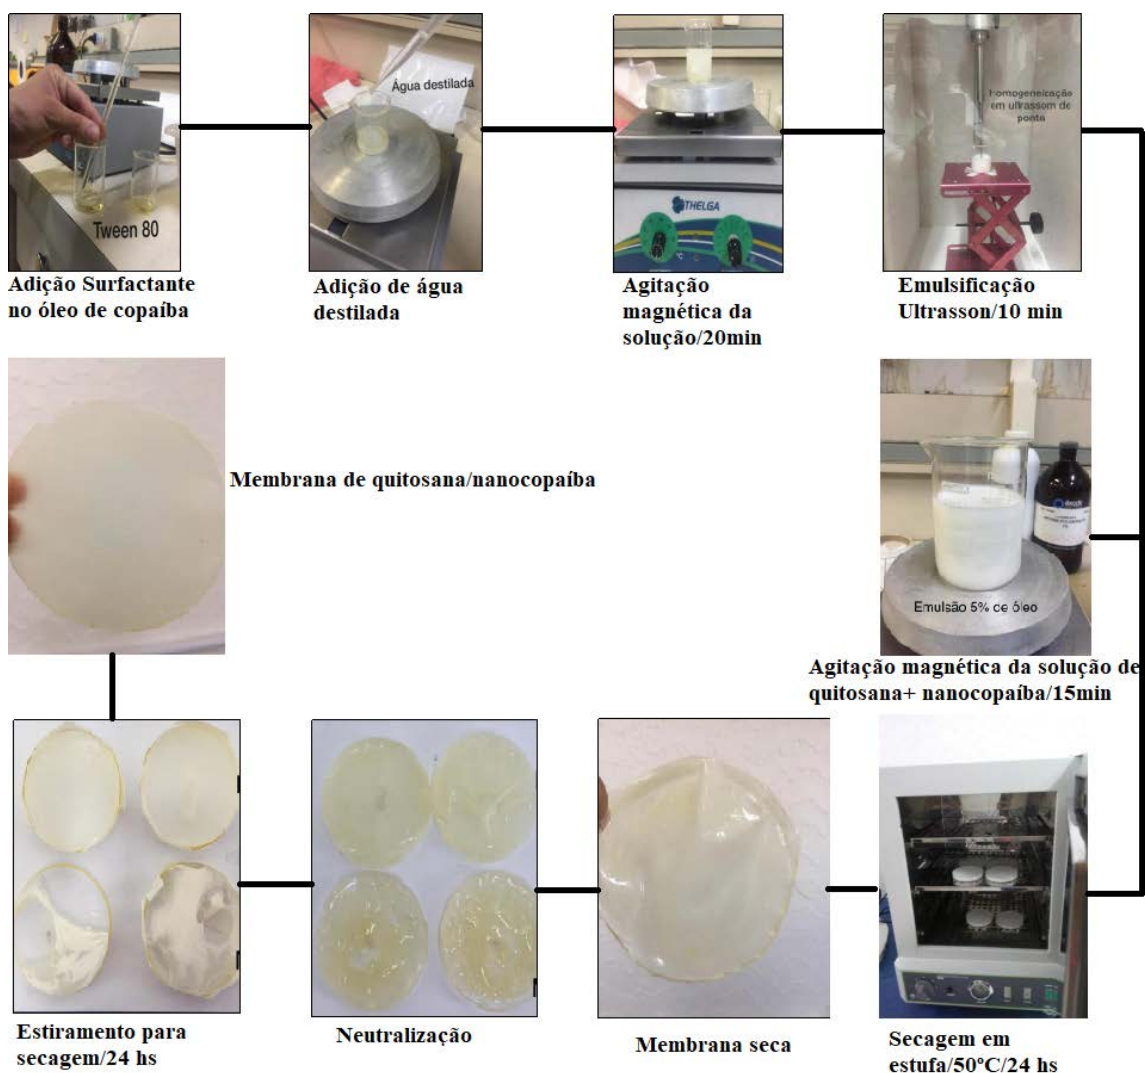 Água destilada
Homogeneização
em ultrassom de
ponta
Tween 80
THELGA
Adição Surfactante
no óleo de copaíba
Adição de água
destilada
Agitação
magnética da
solução/20min
Emulsificação
Ultrasson/10 min
Membrana de quitosana/nanocopaíba
Emulsão 5% de óleo
Agitação magnética da solução de
quitosana+ nanocopaíba/15min
Estiramento para
secagem/24 hs
Neutralização
Membrana seca
Secagem em
estufa/50ºC/24 hs